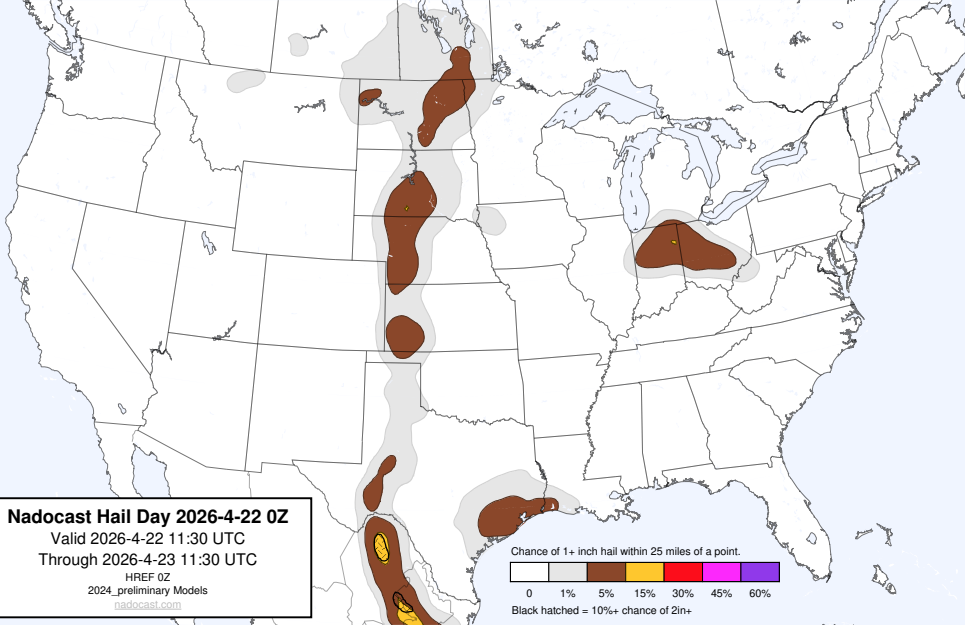 Nadocast Hail Day 2026-4-22 0Z
Valid 2026-4-22 11:30 UTC
Through 2026-4-23 11:30 UTC
HREF 0Z
2024_preliminary Models
nadocast.com
Chance of 1+ inch hail within 25 miles of a point.
0 1% 5% 15% 30% 45% 60%
Black hatched = 10%+ chance of 2in+